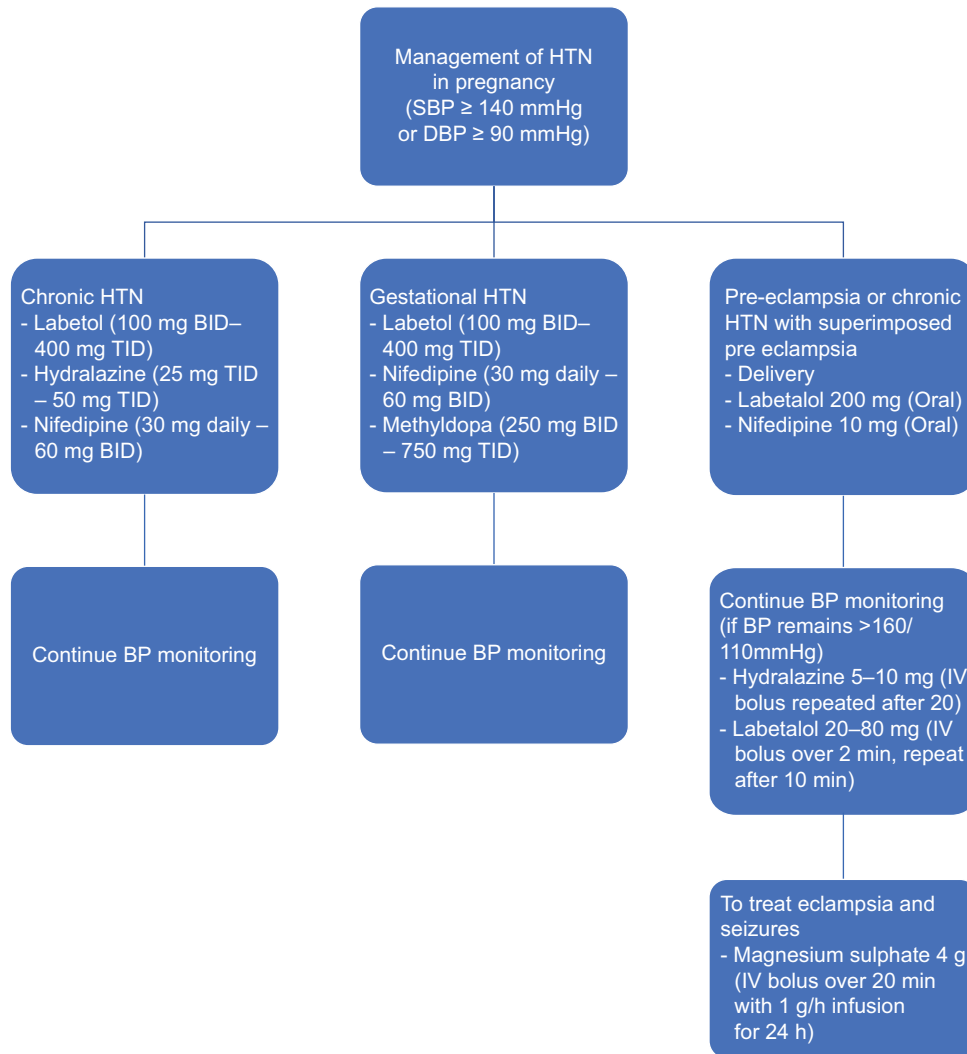 Management of HTN
in pregnancy
(SBP ≥ 140 mmHg
or DBP ≥ 90 mmHg)
Chronic HTN
- Labetol (100 mg BID–
400 mg TID)
- Hydralazine (25 mg TID
– 50 mg TID)
- Nifedipine (30 mg daily –
60 mg BID)
Gestational HTN
- Labetol (100 mg BID–
400 mg TID)
- Nifedipine (30 mg daily –
60 mg BID)
- Methyldopa (250 mg BID
– 750 mg TID)
Pre-eclampsia or chronic
HTN with superimposed
pre eclampsia
- Delivery
- Labetalol 200 mg (Oral)
- Nifedipine 10 mg (Oral)
Continue BP monitoring
Continue BP monitoring
Continue BP monitoring
(if BP remains >160/
110mmHg)
- Hydralazine 5–10 mg (IV
bolus repeated after 20)
- Labetalol 20–80 mg (IV
bolus over 2 min, repeat
after 10 min)
To treat eclampsia and
seizures
- Magnesium sulphate 4 g
(IV bolus over 20 min
with 1 g/h infusion
for 24 h)